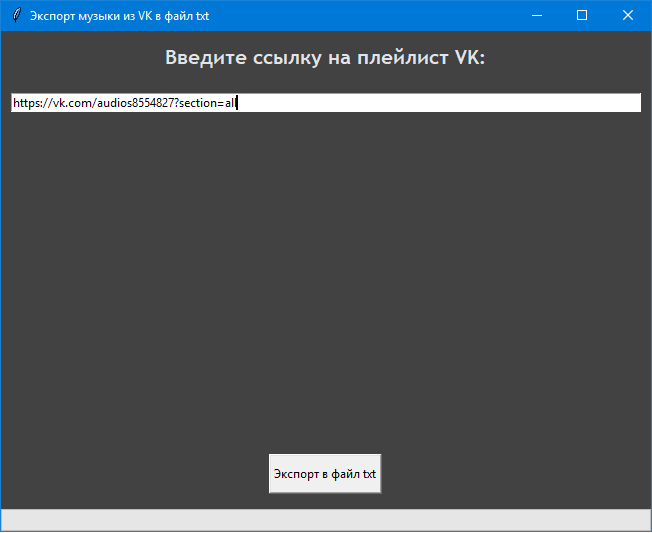 Экспорт музыки из VK в файл txt
Введите ссылку на плейлист VK:
https://vk.com/audios8554827?section=all
Экспорт в файл txt